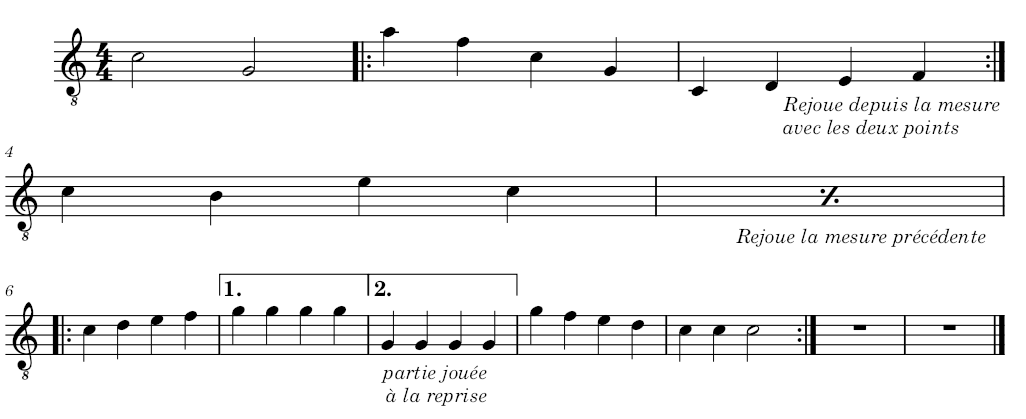 4
4
8
Rejoue depuis la mesure
avec les deux points
4
8
Rejoue la mesure précédente
6
1. 2.
8
partie jouée
à la reprise